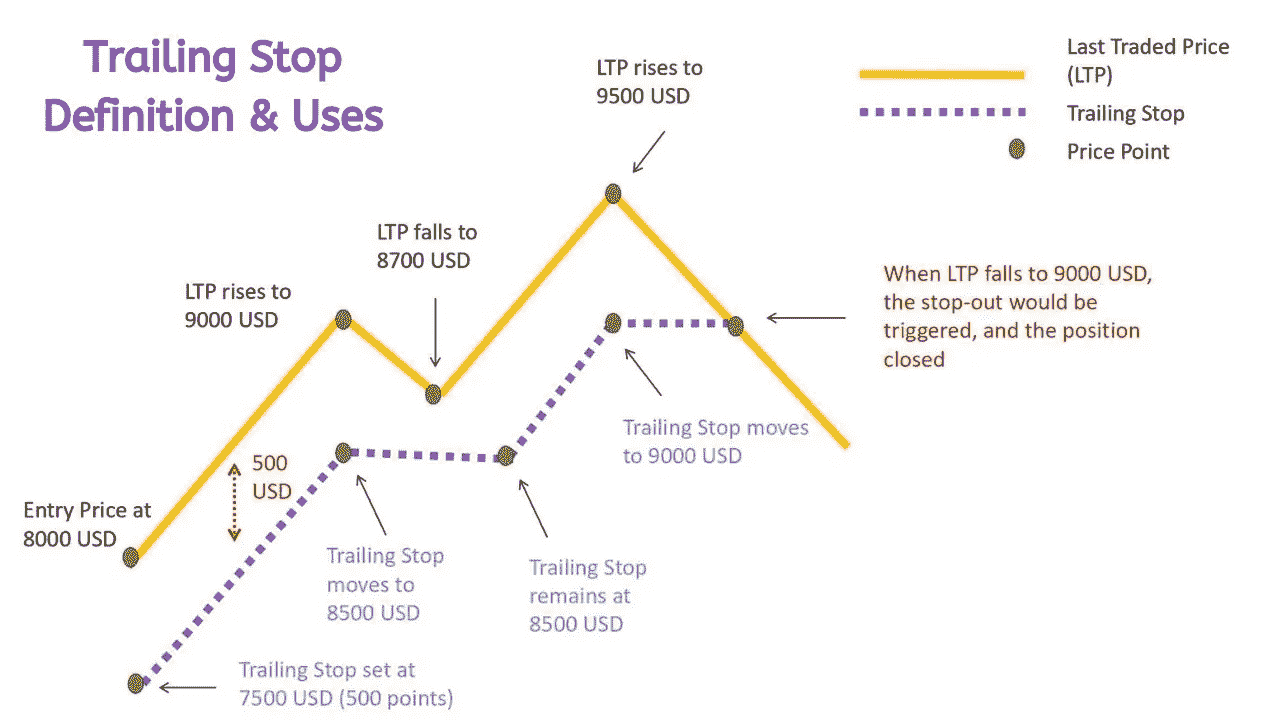 Trailing Stop
Definition & Uses
LTP rises to
9500 USD
Last Traded Price
(LTP)
Trailing Stop
Price Point
LTP falls to
8700 USD
LTP rises to
9000 USD
When LTP falls to 9000 USD,
the stop-out would be
triggered, and the position
closed
Trailing Stop moves
to 9000 USD
500
USD
Entry Price at
8000 USD
Trailing Stop
moves to
8500 USD
Trailing Stop
remains at
8500 USD
Trailing Stop set at
7500 USD (500 points)